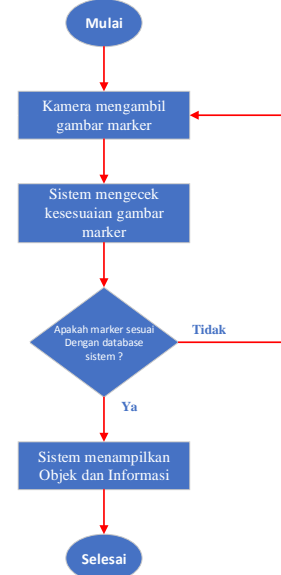 Mulai
Kamera mengambil
gambar marker
Sistem mengecek
kesesuaian gambar
marker
Apakah marker sesuai
Dengan database
sistem ?
Tidak
Ya
Sistem menampilkan
Objek dan Informasi
Selesai